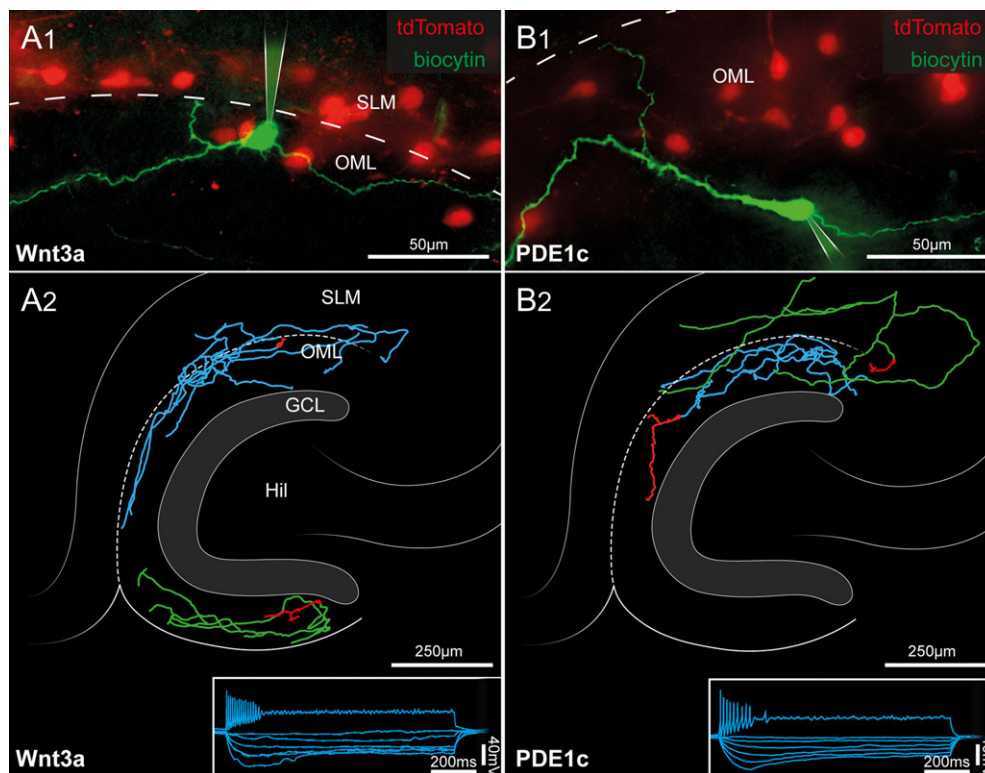 A1
tdTomato
biocytin
SLM
OML
50µm
Wnt3a
B1
tdTomato
biocytin
OML
50µm
PDE1c
A2
SLM
OML
GCL
Hil
250µm
40mV
200ms
Wnt3a
B2
250µm
200ms
PDE1c